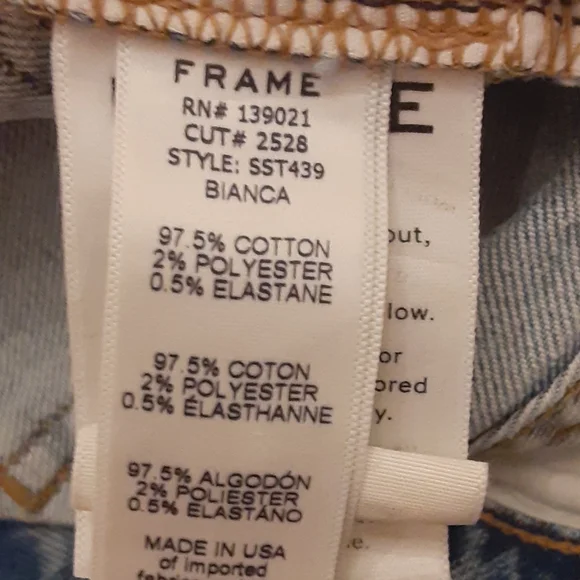 FRAME
RN# 139021
CUT# 2528
STYLE: SST439
BIANCA
97.5% COTTON
2% POLYESTER
0.5% ELASTANE
97.5% COTON
2% POLYESTER
0.5% ÉLASTHANNE
97.5% ALGODÓN
2% POLIESTER
0.5% ELASTANO
MADE IN USA
of imported
E
out,
low.
or
ored
y.
e.